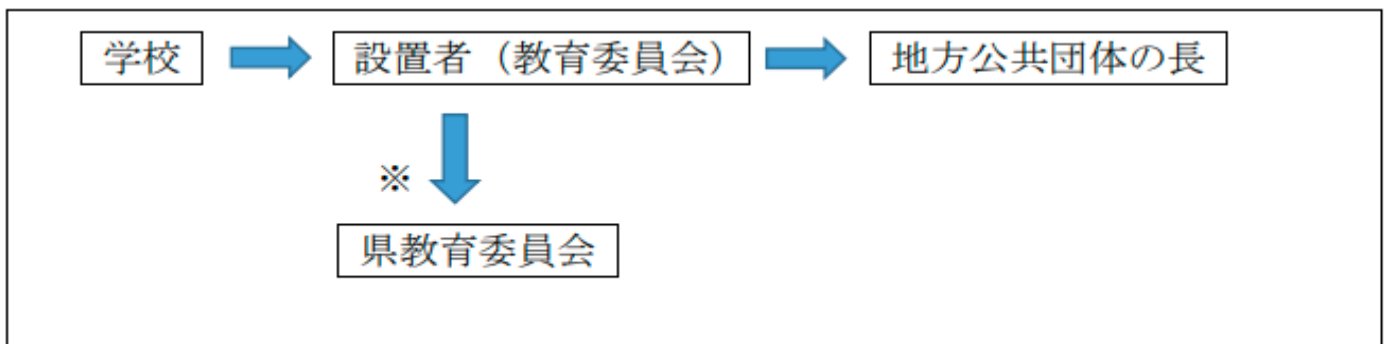 学校
設置者（教育委員会）
地方公共団体の長
※
県教育委員会